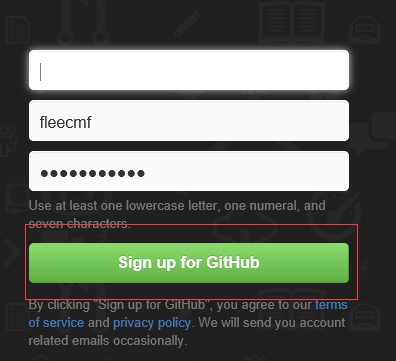 fleecmf
●●●●●●●●●●●
Use at least one lowercase letter, one numeral, and
seven characters.
Sign up for GitHub
By clicking "Sign up for GitHub", you agree to our terms
of service and privacy policy. We will send you account
related emails occasionally.